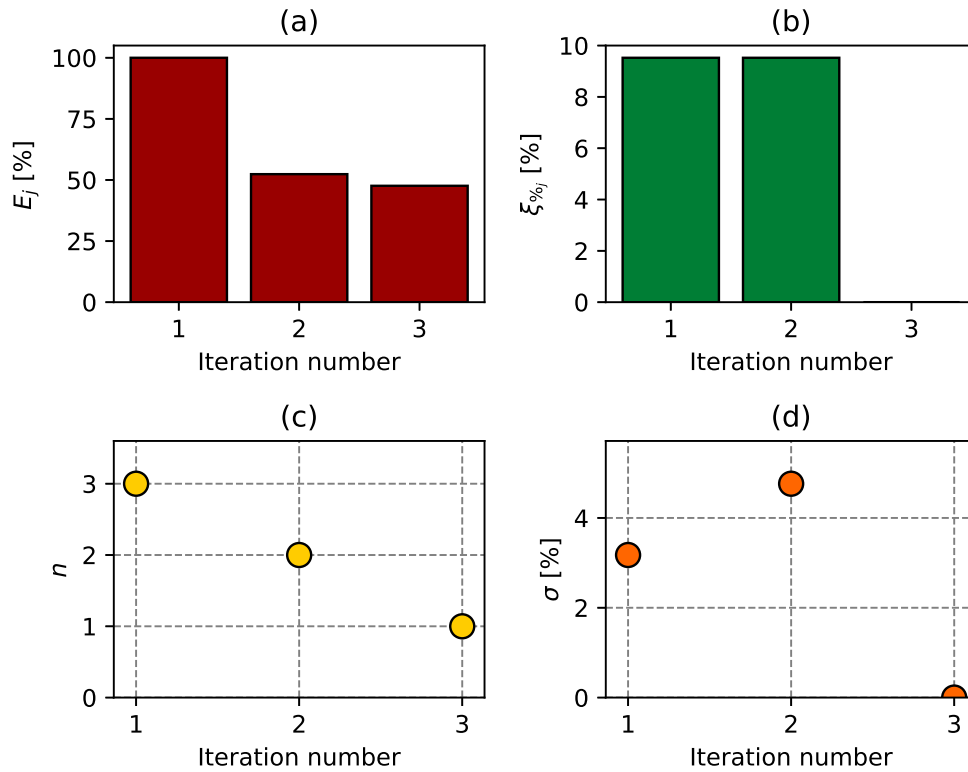 (a)
E_j [%]
100
75
50
25
0
1 2 3
Iteration number
(b)
ξ_%_j [%]
10
8
6
4
2
0
1 2 3
Iteration number
(c)
n
3
2
1
0
1 2 3
Iteration number
(d)
σ [%]
4
2
0
1 2 3
Iteration number